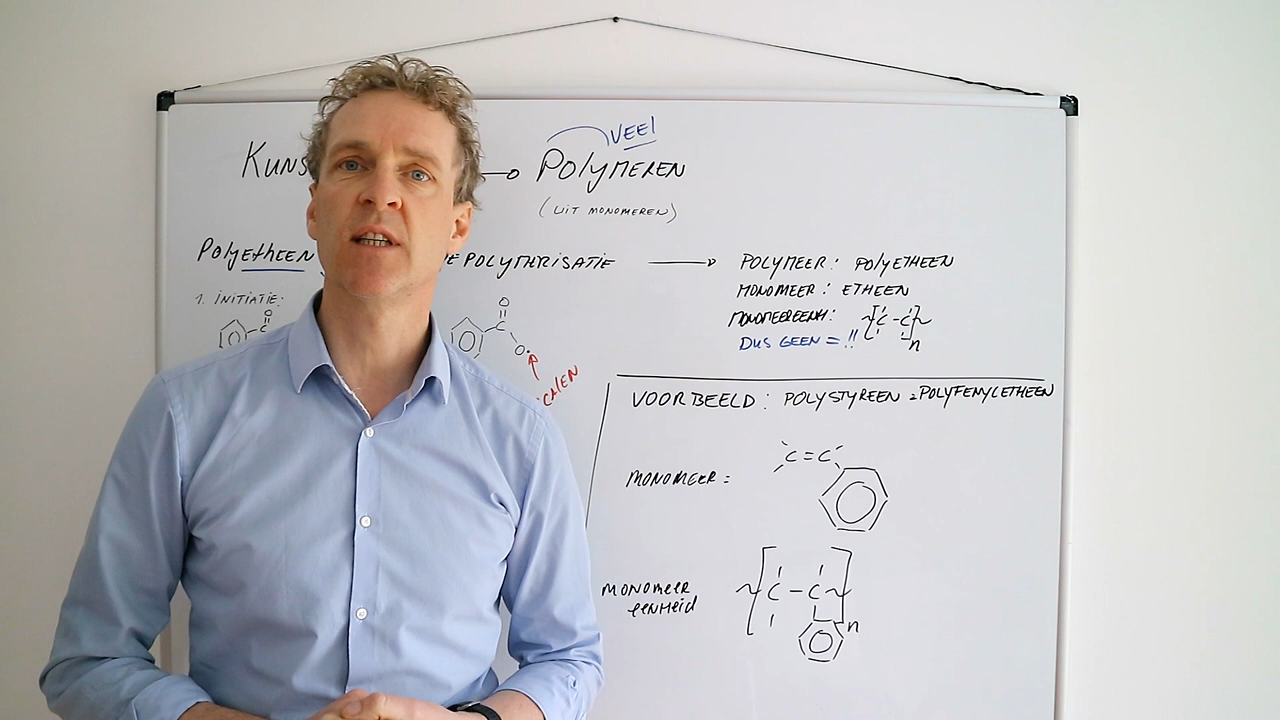 VEEL
KUNS → POLYMEREN
(UIT MONOMEREN)
Polyetheen
POLYMERISATIE → POLYMEER: POLYETHEEN
MONOMEER: ETHEEN
1. INITIATIE:
MONOMEEREENH:
~[C-C]~n
DUS GEEN = !!
C O
C O O•
VOORBEELD: POLYSTYREEN = POLYFENYLETHEEN
C=C
MONOMEER =
MONOMEER
EENHEID
~[C-C]~n